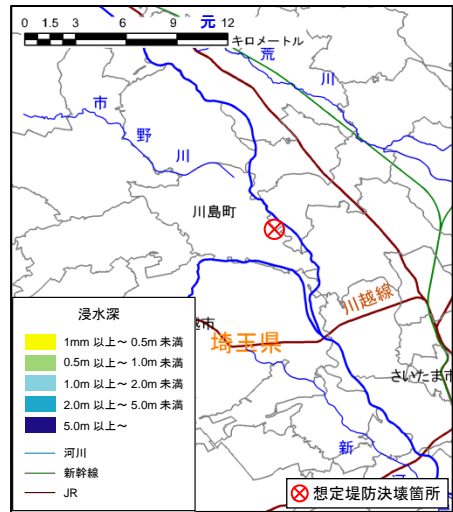 0 1.5 3 6 9 12
キロメートル
元
荒
川
市
野
川
川島町
川越線
越市
埼玉県
さいたま市
新
河
浸水深
1mm 以上～ 0.5m 未満
0.5m 以上～ 1.0m 未満
1.0m 以上～ 2.0m 未満
2.0m 以上～ 5.0m 未満
5.0m 以上～
河川
新幹線
JR
想定堤防決壊箇所